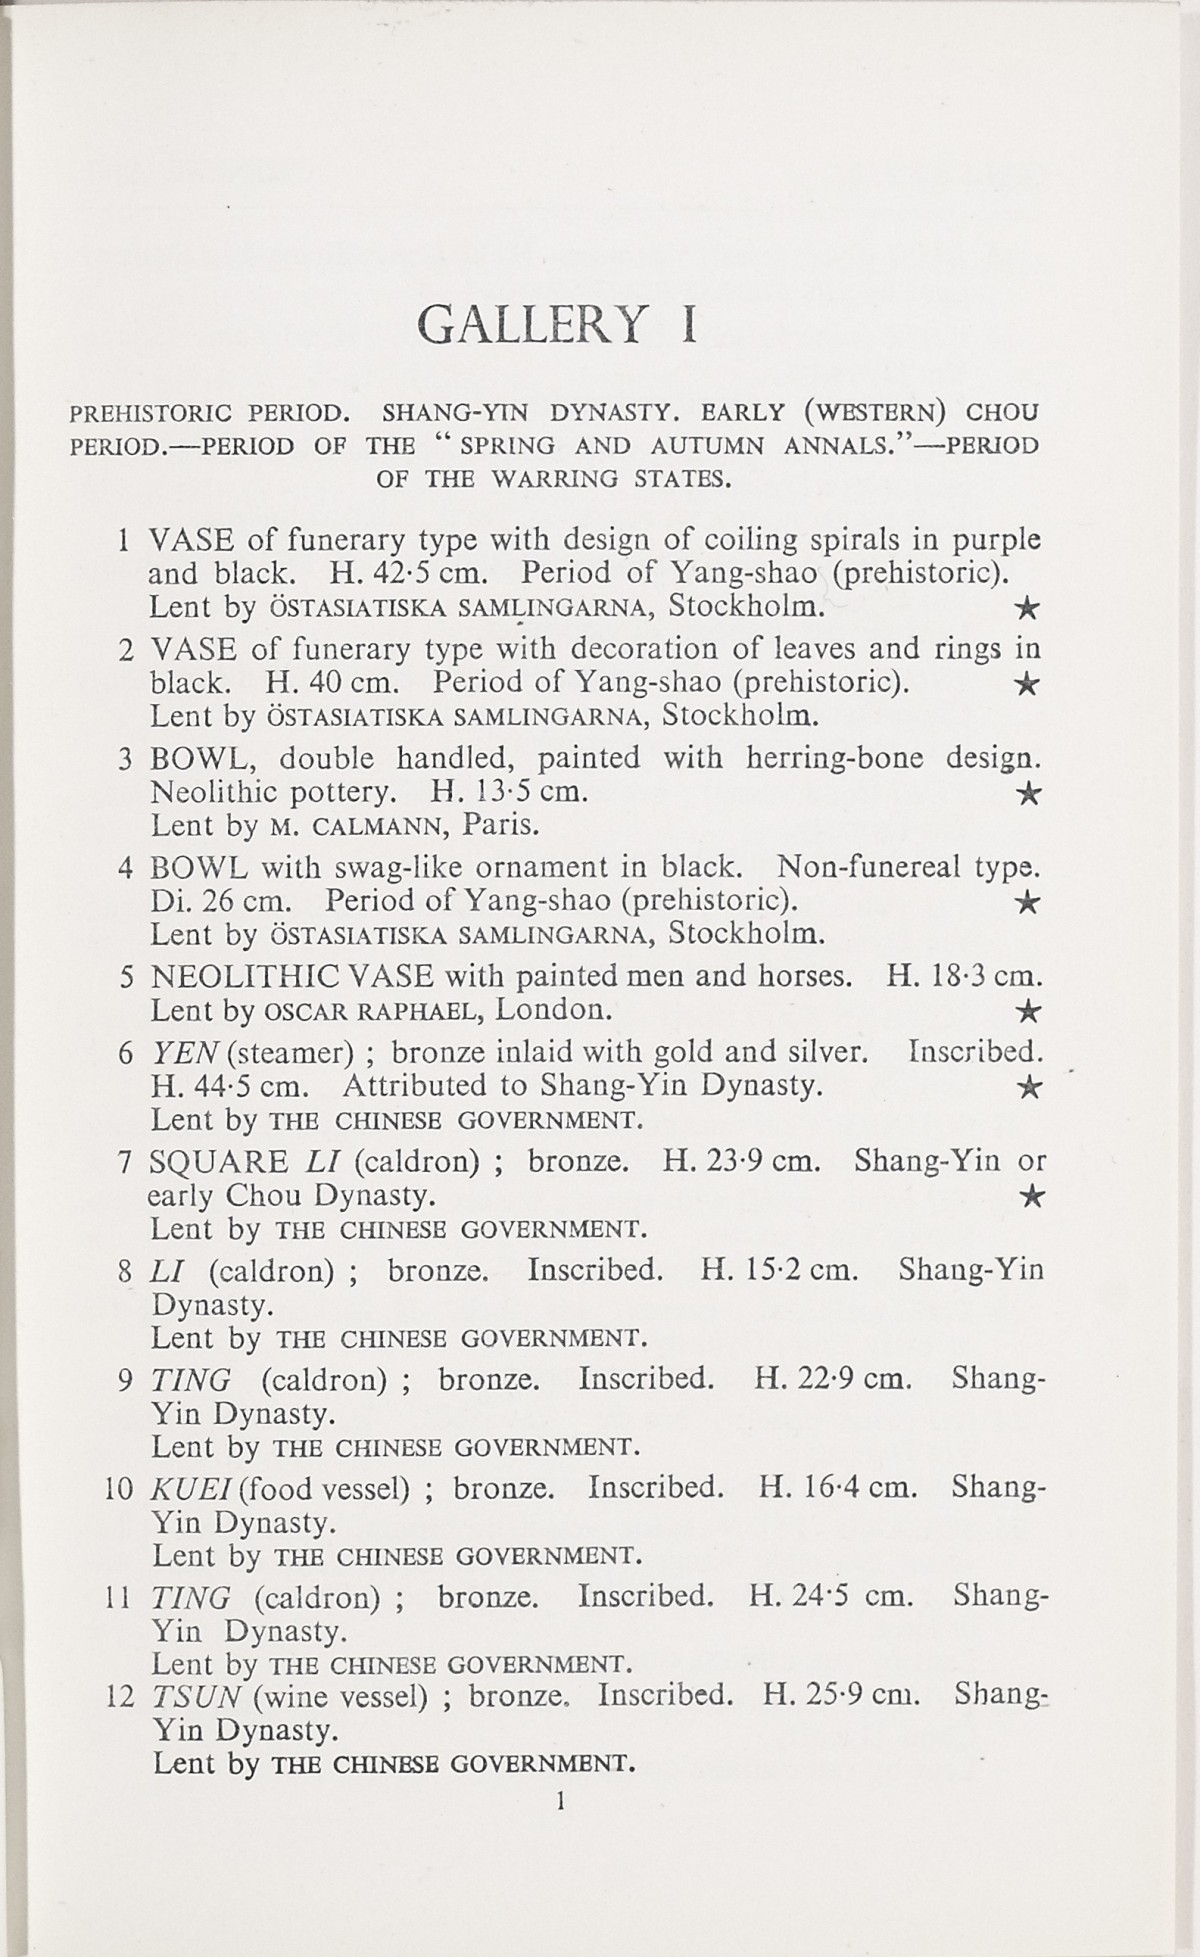 GALLERY I
PREHISTORIC PERIOD. SHANG-YIN DYNASTY. EARLY (WESTERN) CHOU
PERIOD.—PERIOD OF THE “ SPRING AND AUTUMN ANNALS.”—PERIOD
OF THE WARRING STATES.
1 VASE of funerary type with design of coiling spirals in purple
and black. H. 42·5 cm. Period of Yang-shao (prehistoric).
Lent by ÖSTASIATISKA SAMLINGARNA, Stockholm. ★
2 VASE of funerary type with decoration of leaves and rings in
black. H. 40 cm. Period of Yang-shao (prehistoric). ★
Lent by ÖSTASIATISKA SAMLINGARNA, Stockholm.
3 BOWL, double handled, painted with herring-bone design.
Neolithic pottery. H. 13·5 cm. ★
Lent by M. CALMANN, Paris.
4 BOWL with swag-like ornament in black. Non-funereal type.
Di. 26 cm. Period of Yang-shao (prehistoric). ★
Lent by ÖSTASIATISKA SAMLINGARNA, Stockholm.
5 NEOLITHIC VASE with painted men and horses. H. 18·3 cm.
Lent by OSCAR RAPHAEL, London. ★
6 YEN (steamer) ; bronze inlaid with gold and silver. Inscribed.
H. 44·5 cm. Attributed to Shang-Yin Dynasty. ★
Lent by THE CHINESE GOVERNMENT.
7 SQUARE LI (caldron) ; bronze. H. 23·9 cm. Shang-Yin or
early Chou Dynasty. ★
Lent by THE CHINESE GOVERNMENT.
8 LI (caldron) ; bronze. Inscribed. H. 15·2 cm. Shang-Yin
Dynasty.
Lent by THE CHINESE GOVERNMENT.
9 TING (caldron) ; bronze. Inscribed. H. 22·9 cm. Shang-
Yin Dynasty.
Lent by THE CHINESE GOVERNMENT.
10 KUEI (food vessel) ; bronze. Inscribed. H. 16·4 cm. Shang-
Yin Dynasty.
Lent by THE CHINESE GOVERNMENT.
11 TING (caldron) ; bronze. Inscribed. H. 24·5 cm. Shang-
Yin Dynasty.
Lent by THE CHINESE GOVERNMENT.
12 TSUN (wine vessel) ; bronze. Inscribed. H. 25·9 cm. Shang-
Yin Dynasty.
Lent by THE CHINESE GOVERNMENT.
1